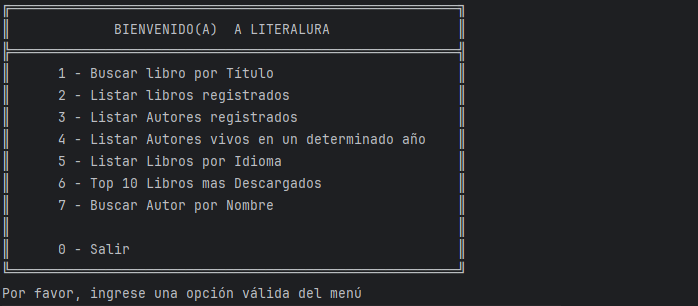 BIENVENIDO(A)  A LITERALURA
1 - Buscar libro por Título
2 - Listar libros registrados
3 - Listar Autores registrados
4 - Listar Autores vivos en un determinado año
5 - Listar Libros por Idioma
6 - Top 10 Libros mas Descargados
7 - Buscar Autor por Nombre
0 - Salir
Por favor, ingrese una opción válida del menú